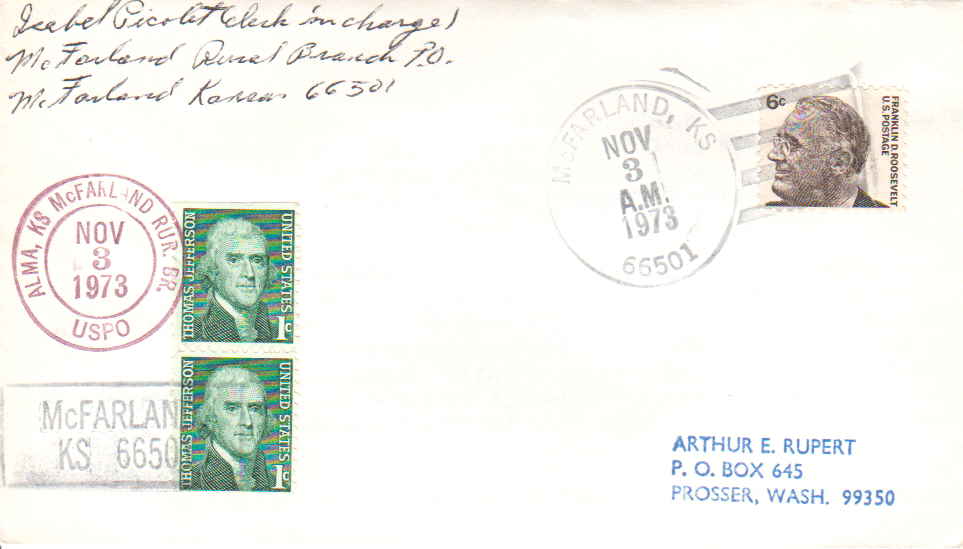 Isabel Picolet Clerk in charge
McFarland Rural Branch P.O.
McFarland Kansas 66501
McFARLAND, KS
NOV
3
A.M.
1973
66501
6c
FRANKLIN D. ROOSEVELT
U.S. POSTAGE
ALMA, KS McFARLAND RUR. BR.
NOV
3
1973
USPO
THOMAS JEFFERSON
UNITED STATES
1c
THOMAS JEFFERSON
UNITED STATES
1c
McFARLAN
KS 6650
ARTHUR E. RUPERT
P. O. BOX 645
PROSSER, WASH. 99350